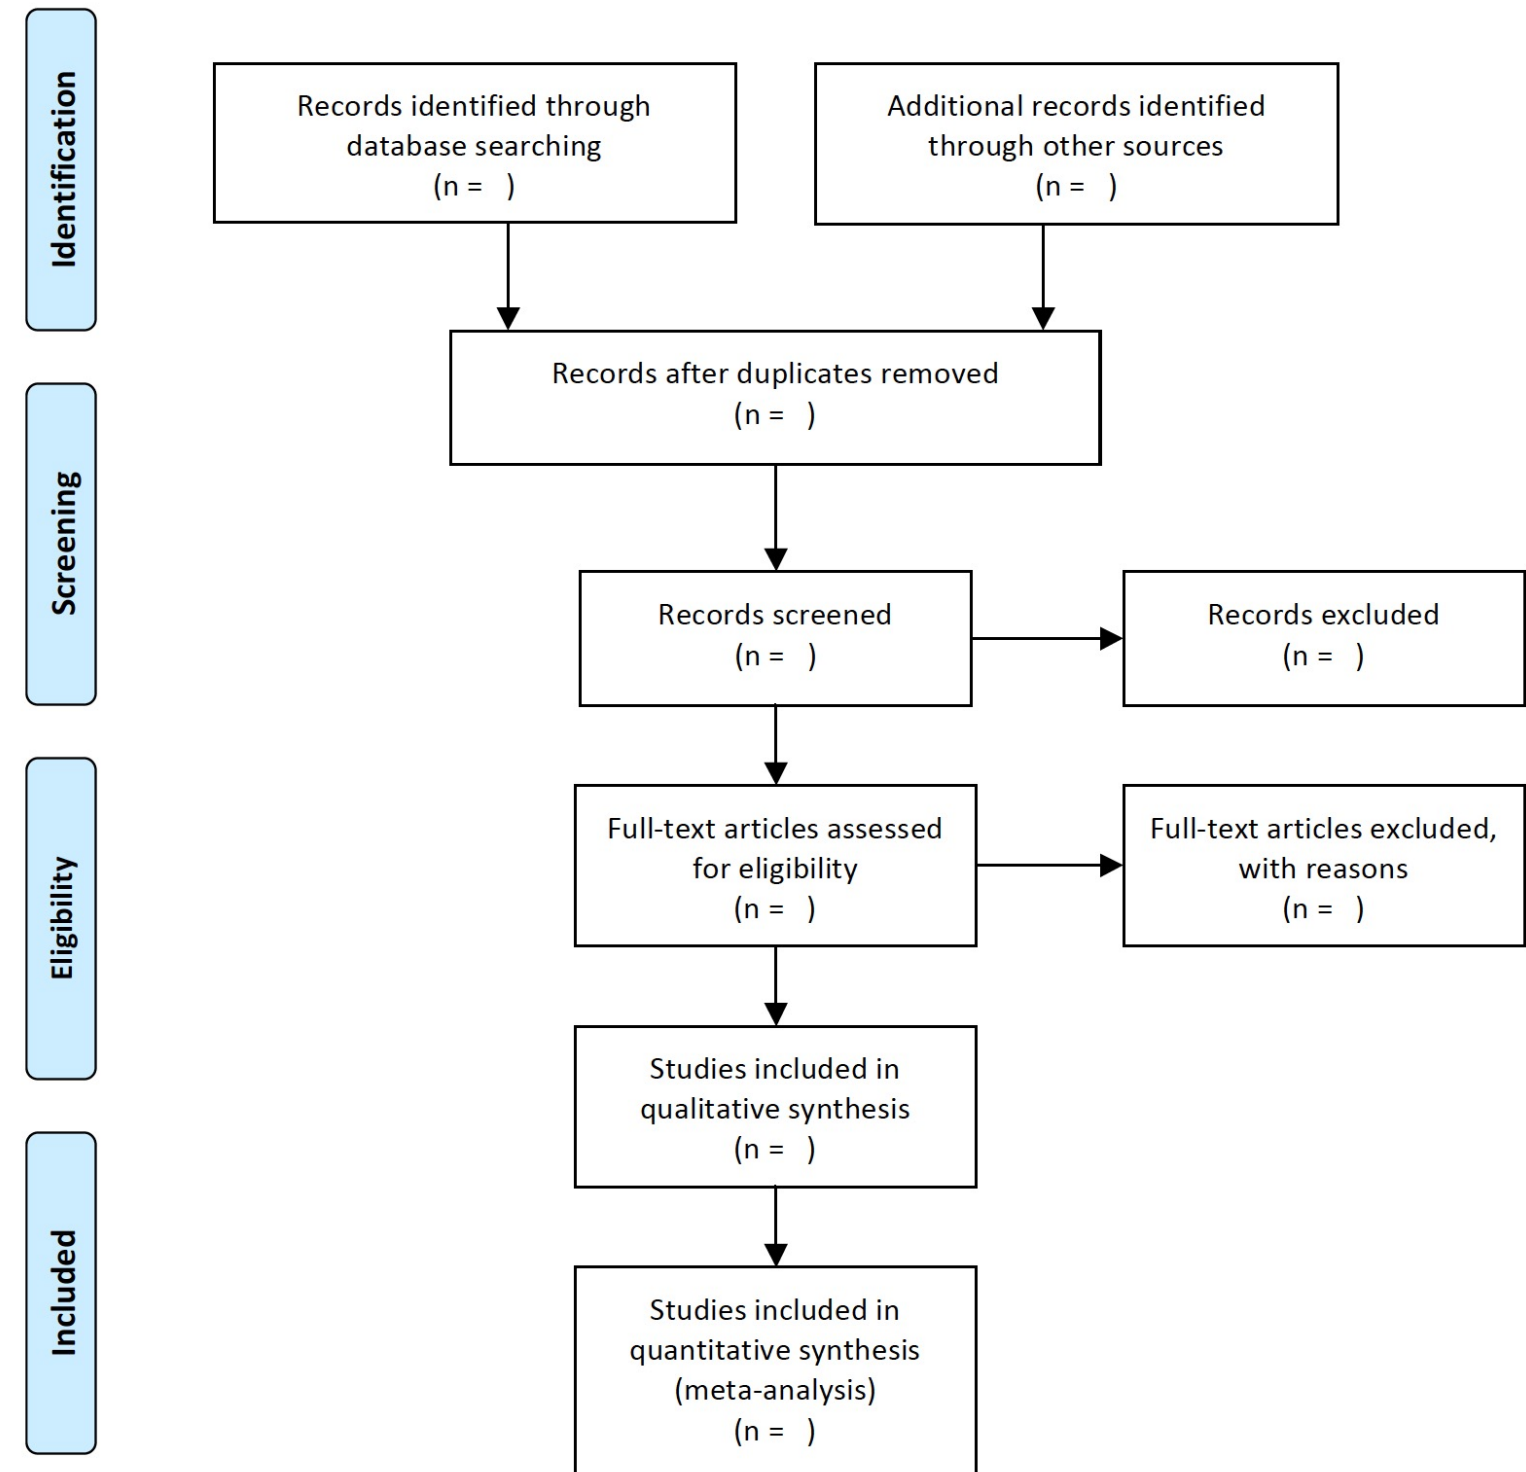 Identification
Records identified through
database searching
(n =   )
Additional records identified
through other sources
(n =   )
Records after duplicates removed
(n =   )
Screening
Records screened
(n =   )
Records excluded
(n =   )
Eligibility
Full-text articles assessed
for eligibility
(n =   )
Full-text articles excluded,
with reasons
(n =   )
Studies included in
qualitative synthesis
(n =   )
Included
Studies included in
quantitative synthesis
(meta-analysis)
(n =   )